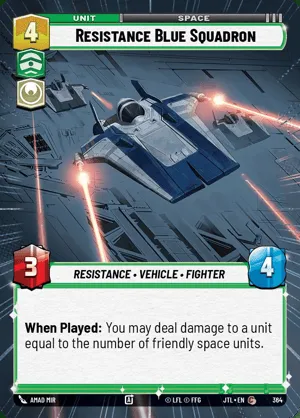 UNIT
SPACE
4
RESISTANCE BLUE SQUADRON
3
4
RESISTANCE • VEHICLE • FIGHTER
When Played: You may deal damage to a unit
equal to the number of friendly space units.
AMAD MIR
© LFL © FFG
JTL • EN
C
364